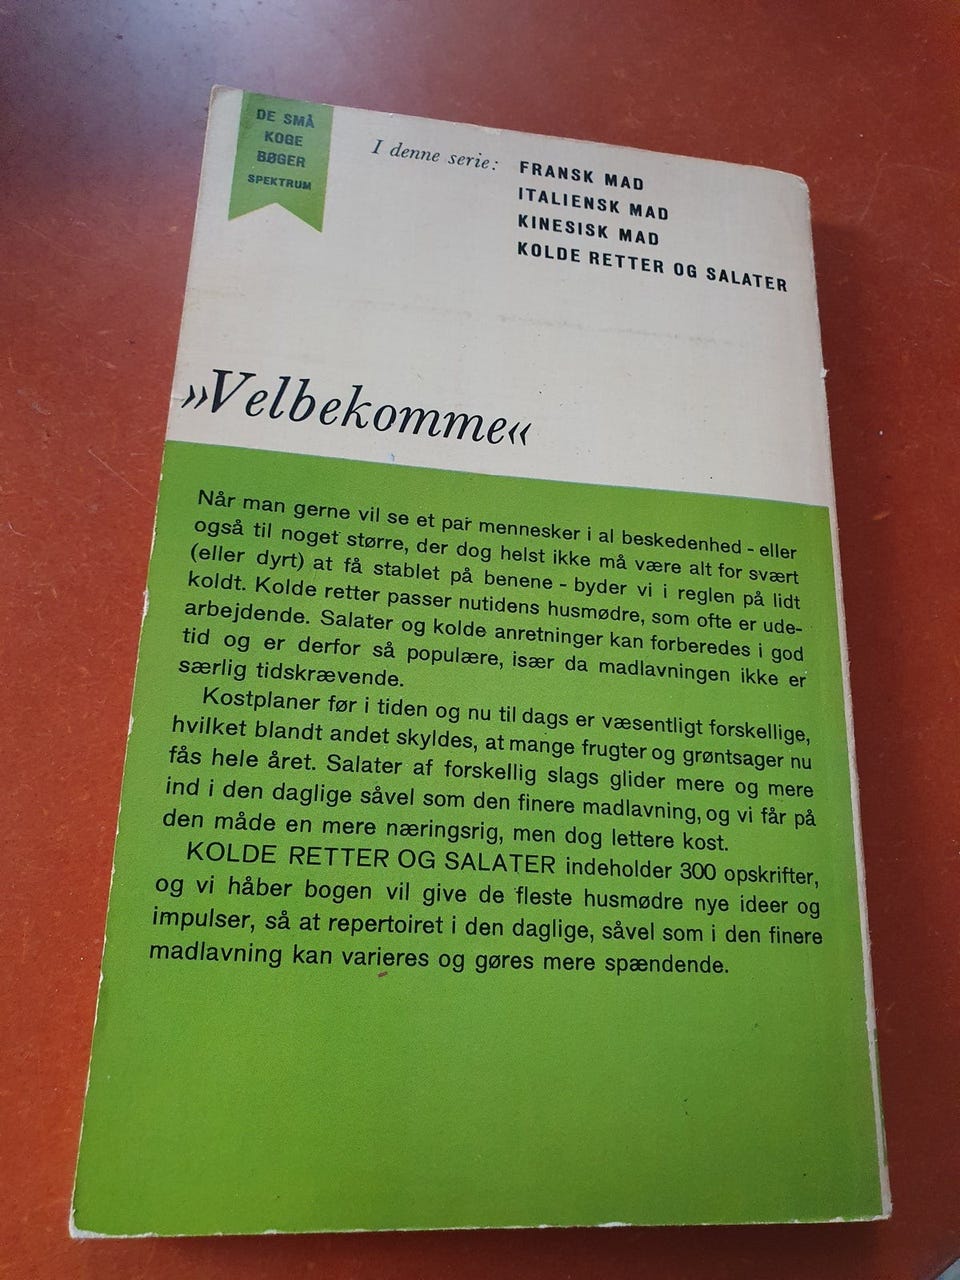 DE SMÅ
KOGE
BØGER
SPEKTRUM
I denne serie:
FRANSK MAD
ITALIENSK MAD
KINESISK MAD
KOLDE RETTER OG SALATER
»Velbekomme«
Når man gerne vil se et par mennesker i al beskedenhed - eller
også til noget større, der dog helst ikke må være alt for svært
(eller dyrt) at få stablet på benene - byder vi i reglen på lidt
koldt. Kolde retter passer nutidens husmødre, som ofte er ude-
arbejdende. Salater og kolde anretninger kan forberedes i god
tid og er derfor så populære, især da madlavningen ikke er
særlig tidskrævende.
Kostplaner før i tiden og nu til dags er væsentligt forskellige,
hvilket blandt andet skyldes, at mange frugter og grøntsager nu
fås hele året. Salater af forskellig slags glider mere og mere
ind i den daglige såvel som den finere madlavning, og vi får på
den måde en mere næringsrig, men dog lettere kost.
KOLDE RETTER OG SALATER indeholder 300 opskrifter,
og vi håber bogen vil give de fleste husmødre nye ideer og
impulser, så at repertoiret i den daglige, såvel som i den finere
madlavning kan varieres og gøres mere spændende.